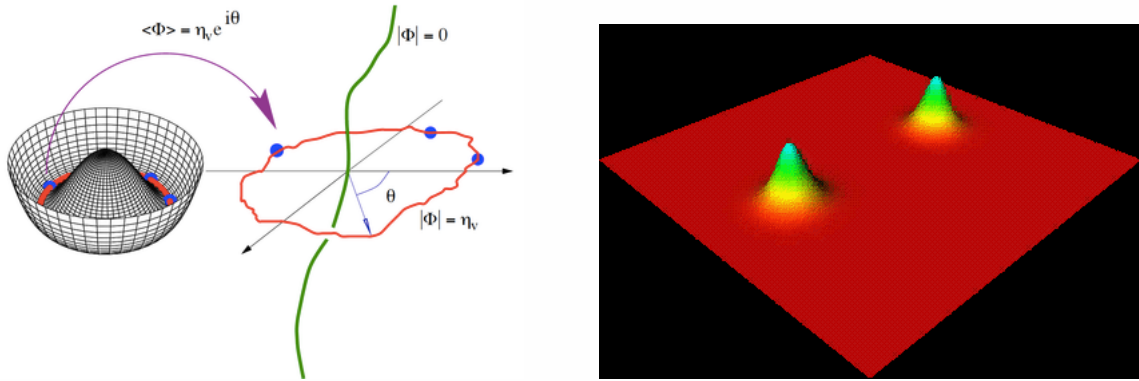 <Φ> = η_v e^{iθ}
|Φ| = 0
θ
|Φ| = η_v